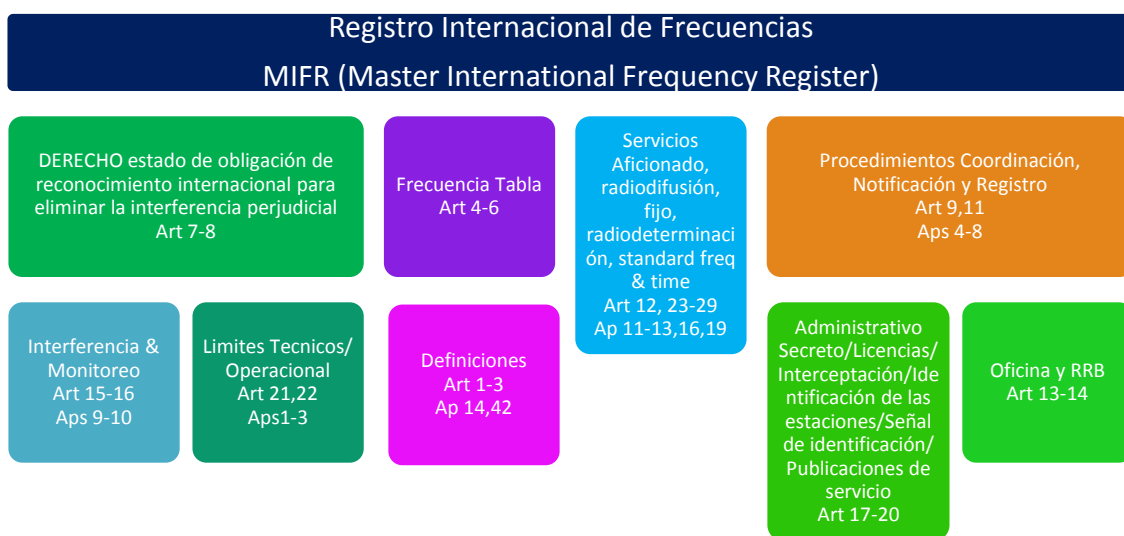 Registro Internacional de Frecuencias
MIFR (Master International Frequency Register)
DERECHO estado de obligación de
reconocimiento internacional para
eliminar la interferencia perjudicial
Art 7-8
Frecuencia Tabla
Art 4-6
Servicios
Aficionado,
radiodifusión,
fijo,
radiodeterminaci
ón, standard freq
& time
Art 12, 23-29
Ap 11-13,16,19
Procedimientos Coordinación,
Notificación y Registro
Art 9,11
Aps 4-8
Interferencia &
Monitoreo
Art 15-16
Aps 9-10
Limites Tecnicos/
Operacional
Art 21,22
Aps1-3
Definiciones
Art 1-3
Ap 14,42
Administrativo
Secreto/Licencias/
Interceptación/Ide
ntificación de las
estaciones/Señal
de identificación/
Publicaciones de
servicio
Art 17-20
Oficina y RRB
Art 13-14